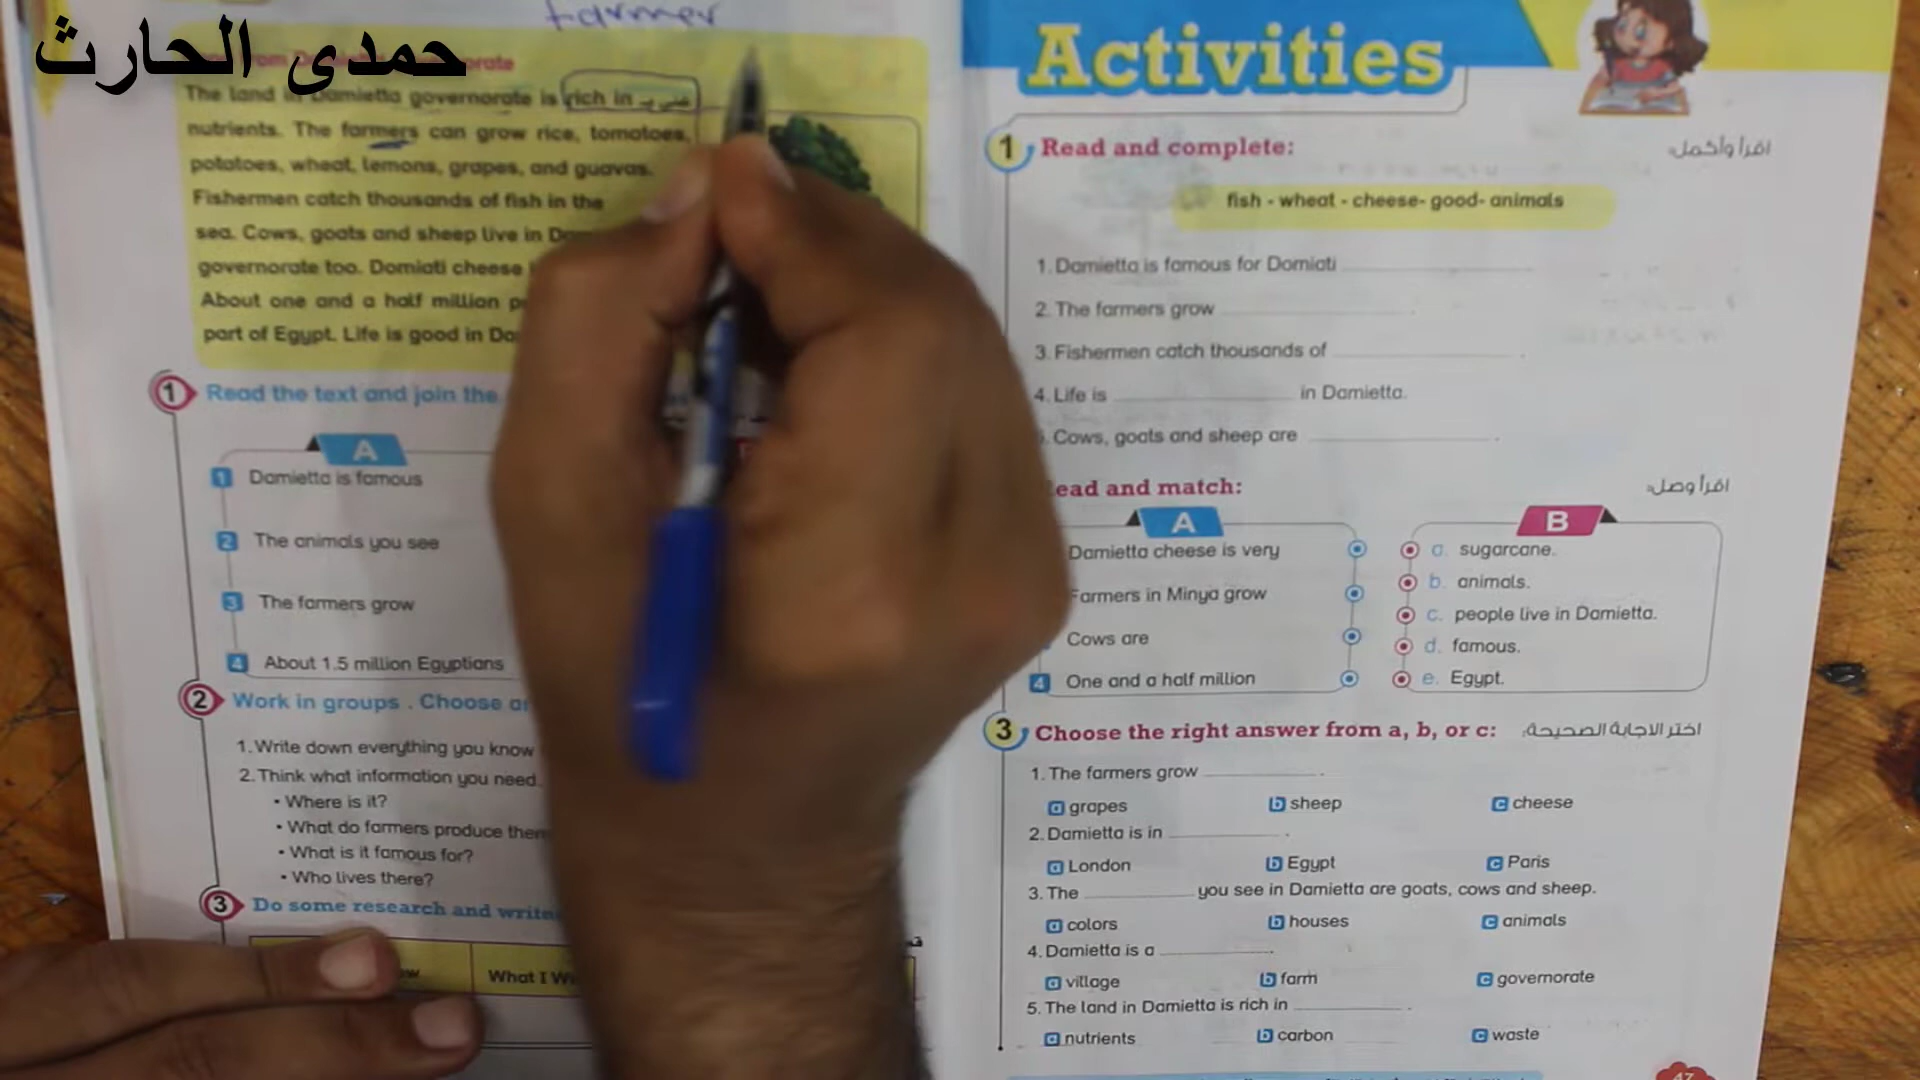 farmer
حمدى الحارث
The land in Damietta governorate is rich in غني بـ
nutrients. The farmers can grow rice, tomatoes,
potatoes, wheat, lemons, grapes, and guavas.
Fishermen catch thousands of fish in the
sea. Cows, goats and sheep live in
governorate too. Domiati cheese
About one and a half million
part of Egypt. Life is good in
1 Read the text and join the
A
1 Damietta is famous
2 The animals you see
3 The farmers grow
4 About 1.5 million Egyptians
2 Work in groups . Choose
1. Write down everything you know
2. Think what information you need.
• Where is it?
• What do farmers produce
• What is it famous for?
• Who lives there?
3 Do some research and write
What I
Activities
1 Read and complete: اقرأ وأكمل:
fish - wheat - cheese- good- animals
1. Damietta is famous for Domiati
2. The farmers grow .
3. Fishermen catch thousands of .
4. Life is in Damietta.
Cows, goats and sheep are .
and match: اقرأ وصل:
A B
Damietta cheese is very a. sugarcane.
Farmers in Minya grow b. animals.
Cows are c. people live in Damietta.
d. famous.
4 One and a half million e. Egypt.
3 Choose the right answer from a, b, or c: اختر الاجابة الصحيحة:
1. The farmers grow .
a grapes b sheep c cheese
2. Damietta is in .
a London b Egypt c Paris
3. The you see in Damietta are goats, cows and sheep.
a colors b houses c animals
4. Damietta is a .
a village b farm c governorate
5. The land in Damietta is rich in .
a nutrients b carbon c waste
47